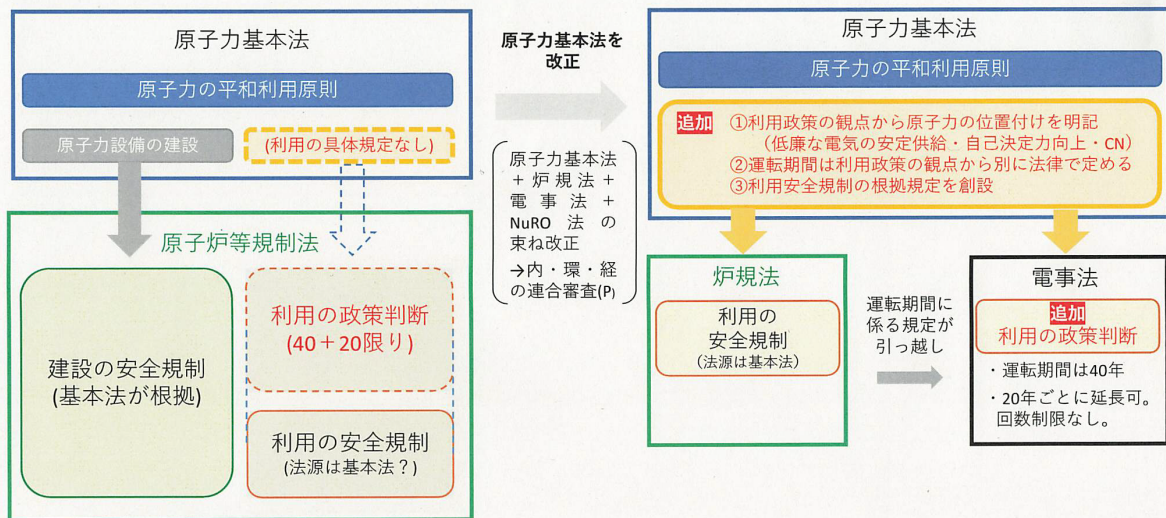 原子力基本法
原子力の平和利用原則
原子力設備の建設
(利用の具体規定なし)
原子炉等規制法
建設の安全規制
(基本法が根拠)
利用の政策判断
(40＋20限り)
利用の安全規制
(法源は基本法？)
原子力基本法を
改正
原子力基本法
＋炉規法＋
電事法＋
NuRO法の
束ね改正
→内・環・経
の連合審査(P)
原子力基本法
原子力の平和利用原則
追加 ①利用政策の観点から原子力の位置付けを明記
（低廉な電気の安定供給・自己決定力向上・CN）
②運転期間は利用政策の観点から別に法律で定める
③利用安全規制の根拠規定を創設
炉規法
利用の
安全規制
(法源は基本法)
運転期間に
係る規定が
引っ越し
電事法
追加
利用の政策判断
・運転期間は40年
・20年ごとに延長可。
回数制限なし。